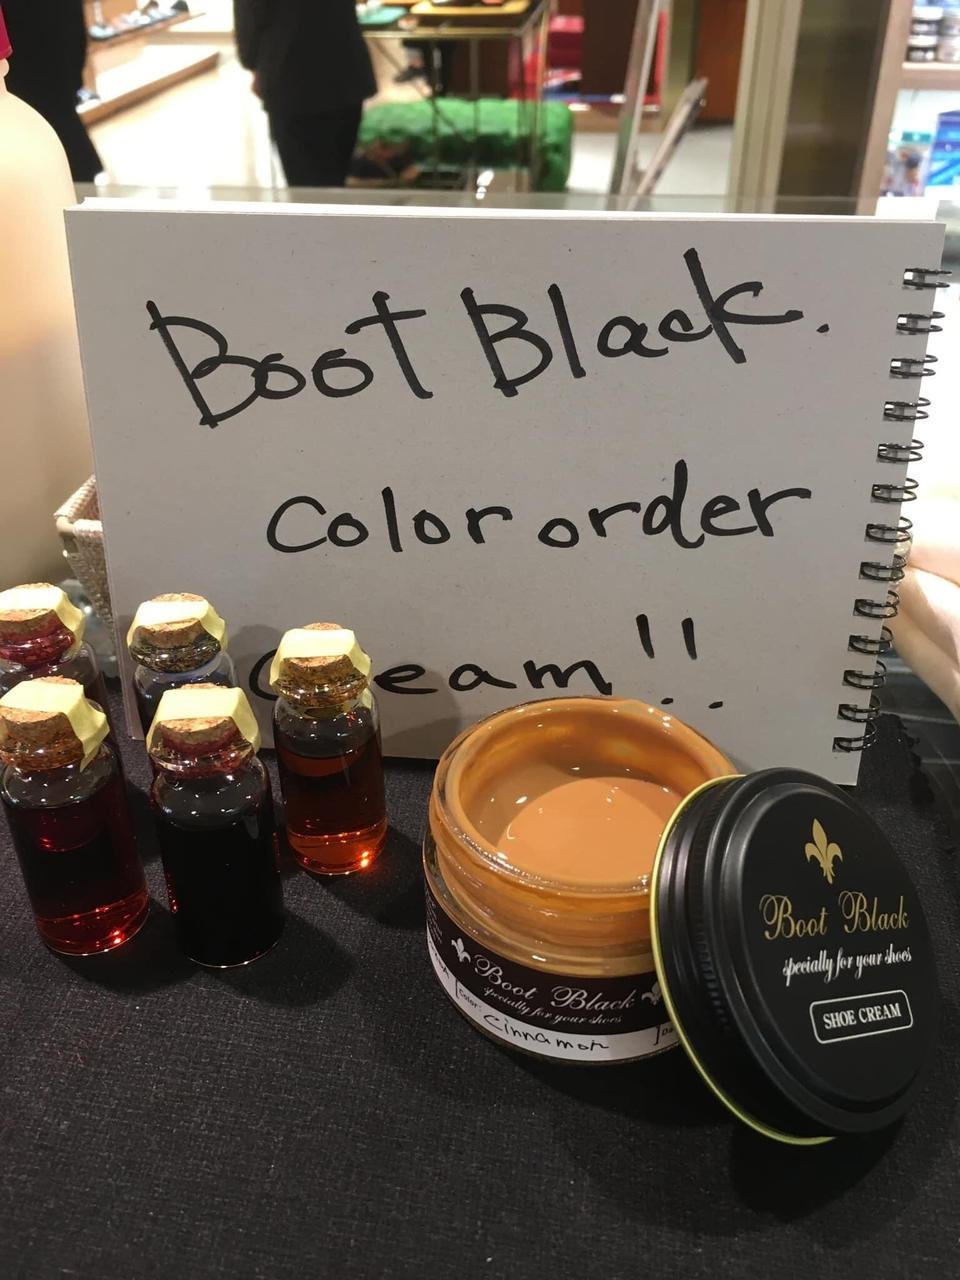 Boot Black.
Color order
Cream!!
Boot Black
specially for your shoes
SHOE CREAM
Boot Black
specially for your shoes
[Color: Cinnamon ]